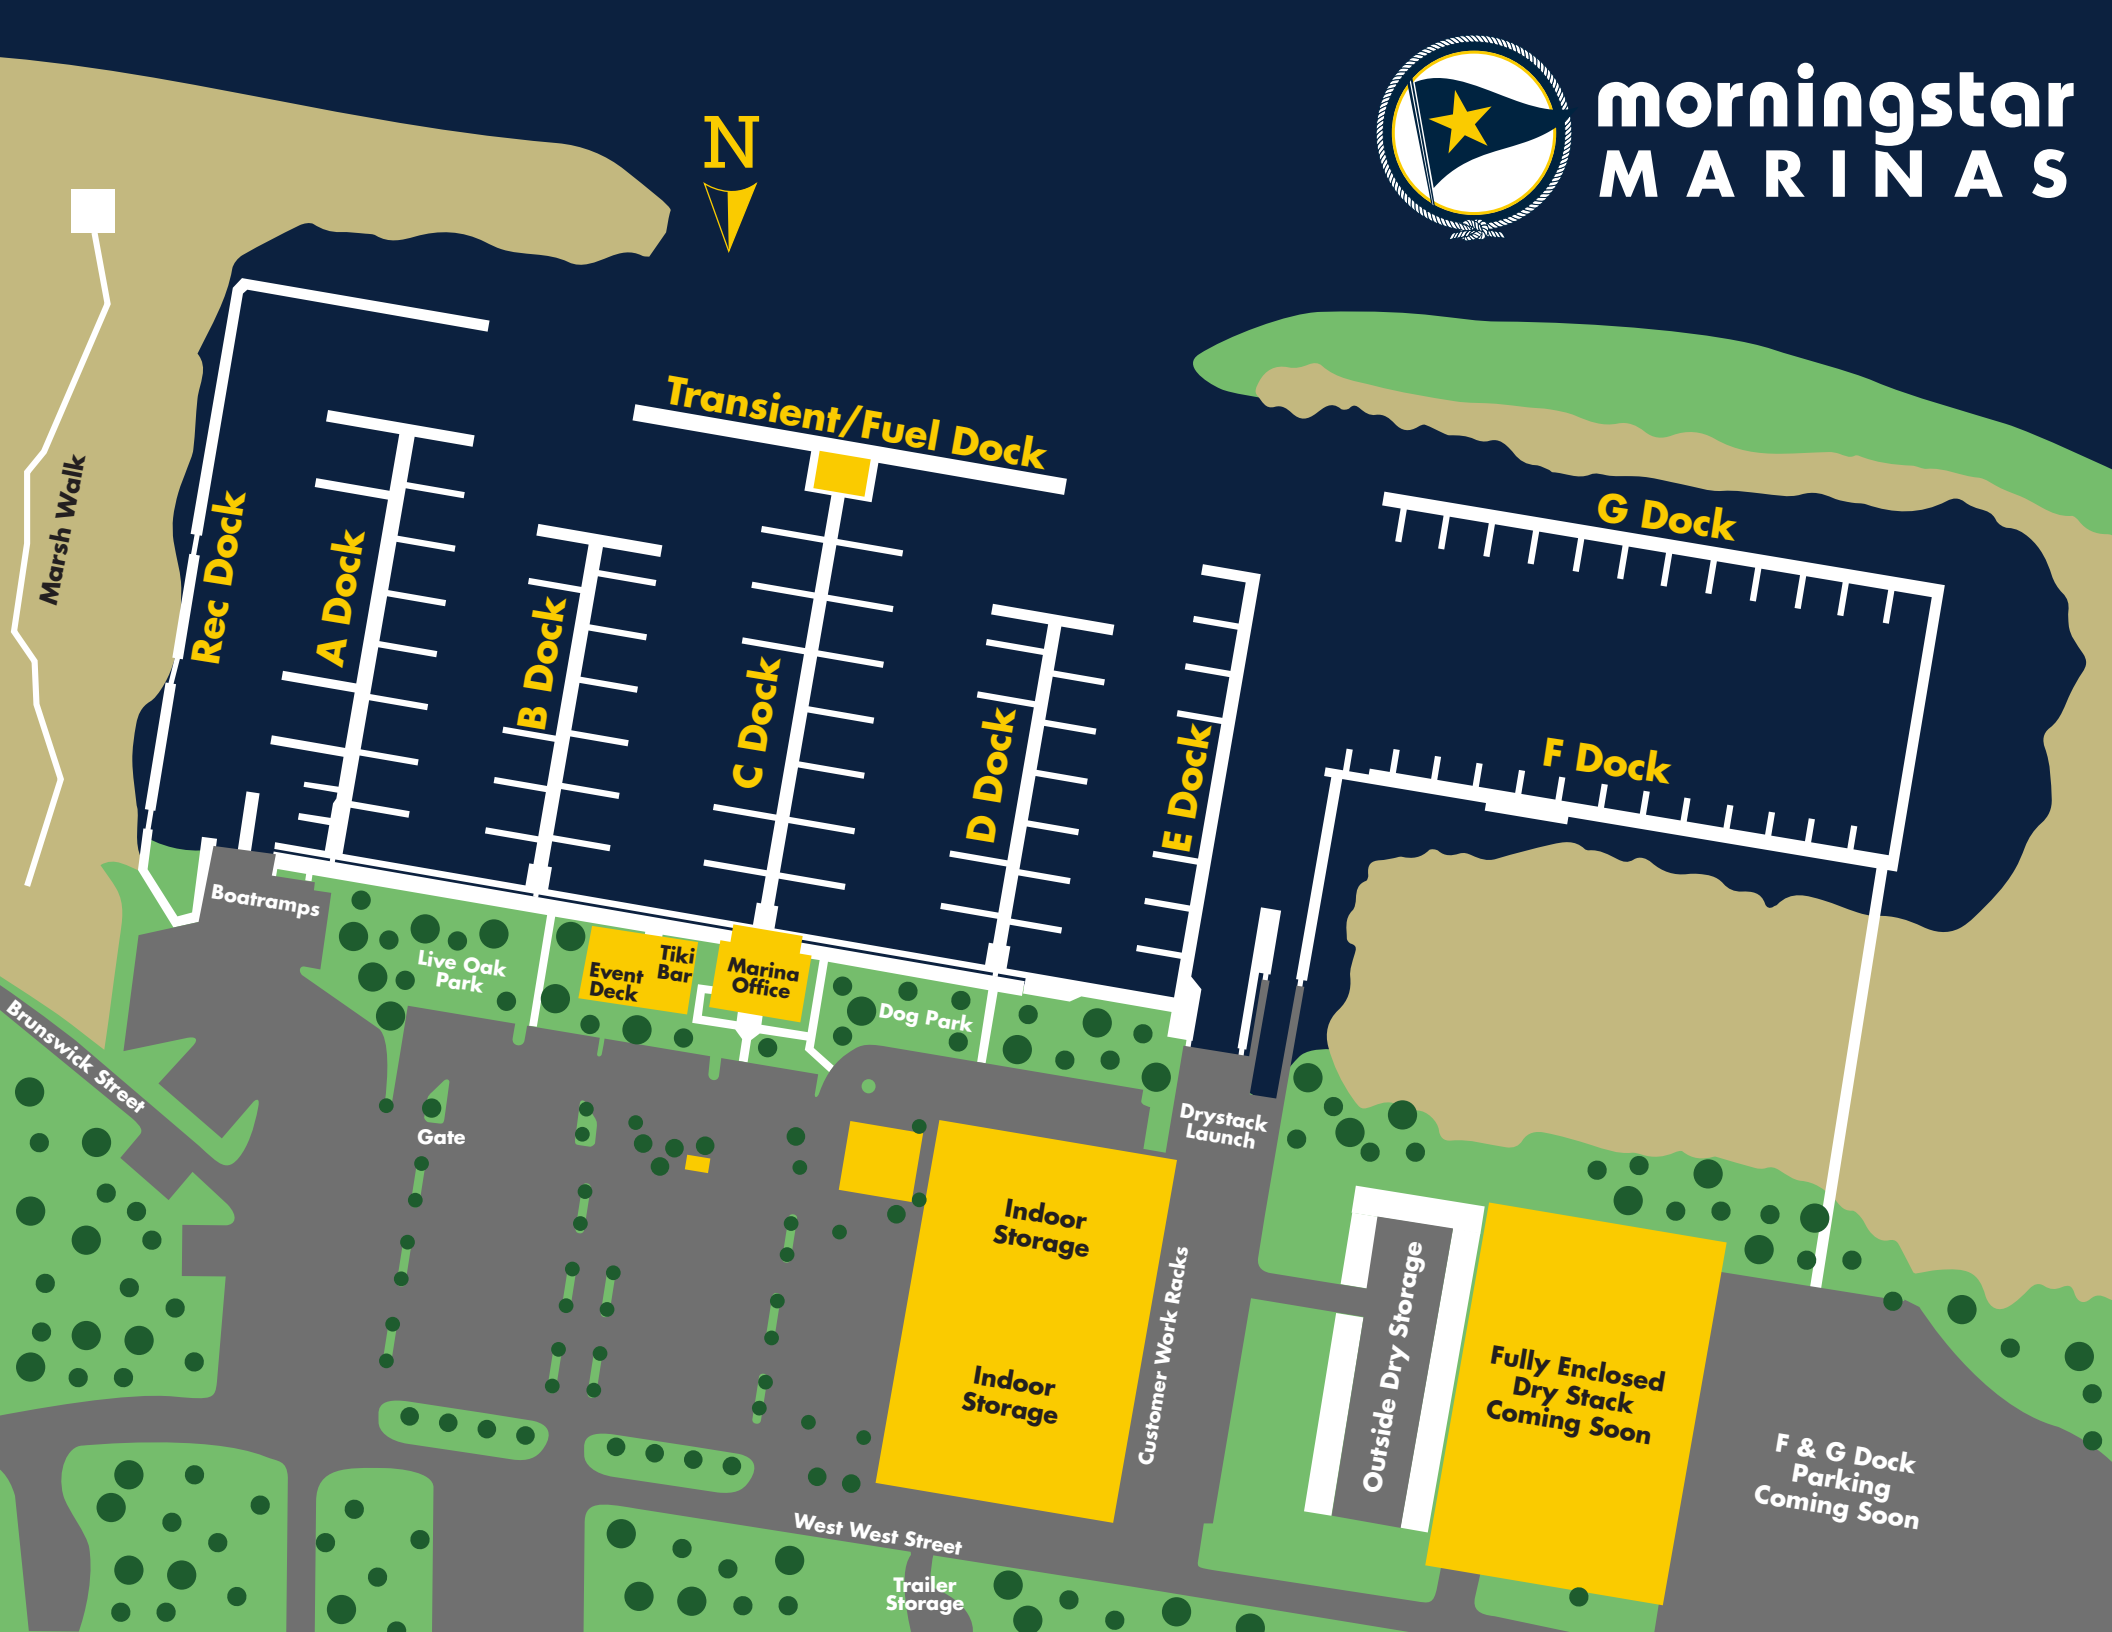 morningstar
MARINAS
N
Transient/Fuel Dock
Marsh Walk
Rec Dock
A Dock
B Dock
C Dock
D Dock
E Dock
G Dock
F Dock
Boatramps
Live Oak
Park
Event
Deck
Tiki
Bar
Marina
Office
Dog Park
Brunswick Street
Gate
Drystack
Launch
Indoor
Storage
Indoor
Storage
Customer Work Racks
Outside Dry Storage
Fully Enclosed
Dry Stack
Coming Soon
F & G Dock
Parking
Coming Soon
West West Street
Trailer
Storage